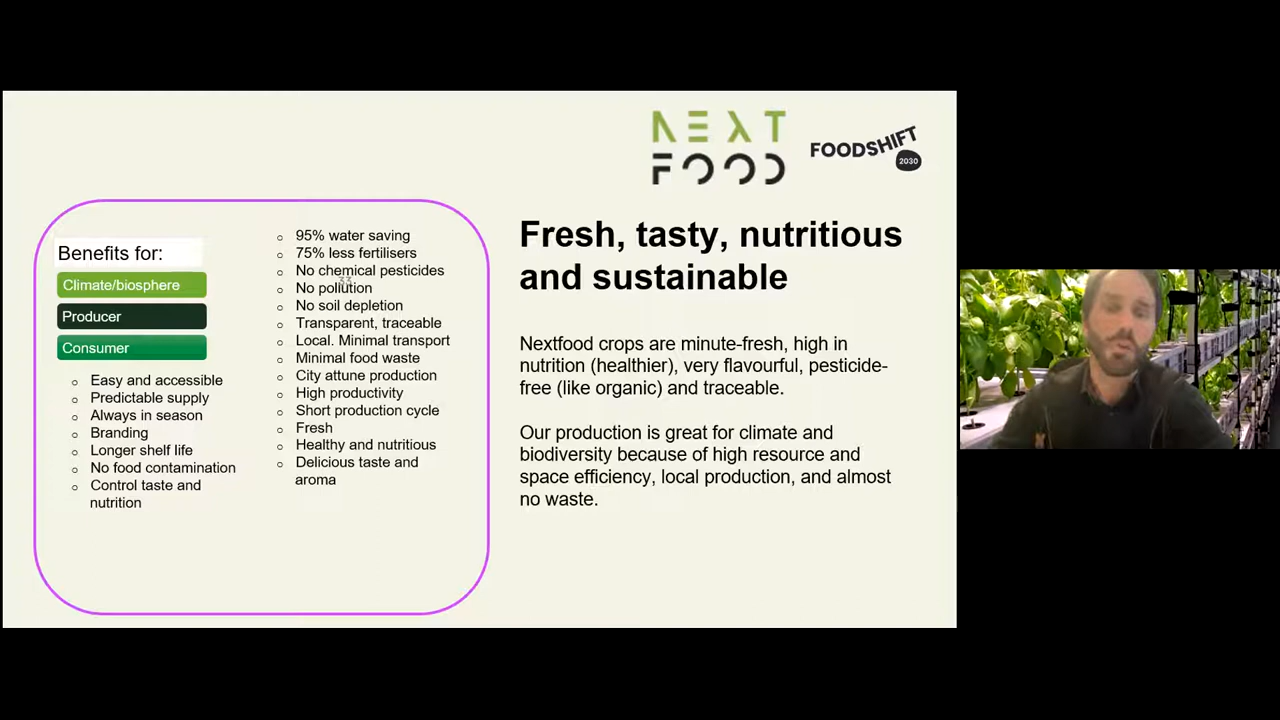 NEXT
FOOD
FOODSHIFT
2030
Benefits for:
Climate/biosphere
Producer
Consumer
Easy and accessible
Predictable supply
Always in season
Branding
Longer shelf life
No food contamination
Control taste and
nutrition
95% water saving
75% less fertilisers
No chemical pesticides
No pollution
No soil depletion
Transparent, traceable
Local. Minimal transport
Minimal food waste
City attune production
High productivity
Short production cycle
Fresh
Healthy and nutritious
Delicious taste and
aroma
Fresh, tasty, nutritious
and sustainable
Nextfood crops are minute-fresh, high in
nutrition (healthier), very flavourful, pesticide-
free (like organic) and traceable.
Our production is great for climate and
biodiversity because of high resource and
space efficiency, local production, and almost
no waste.